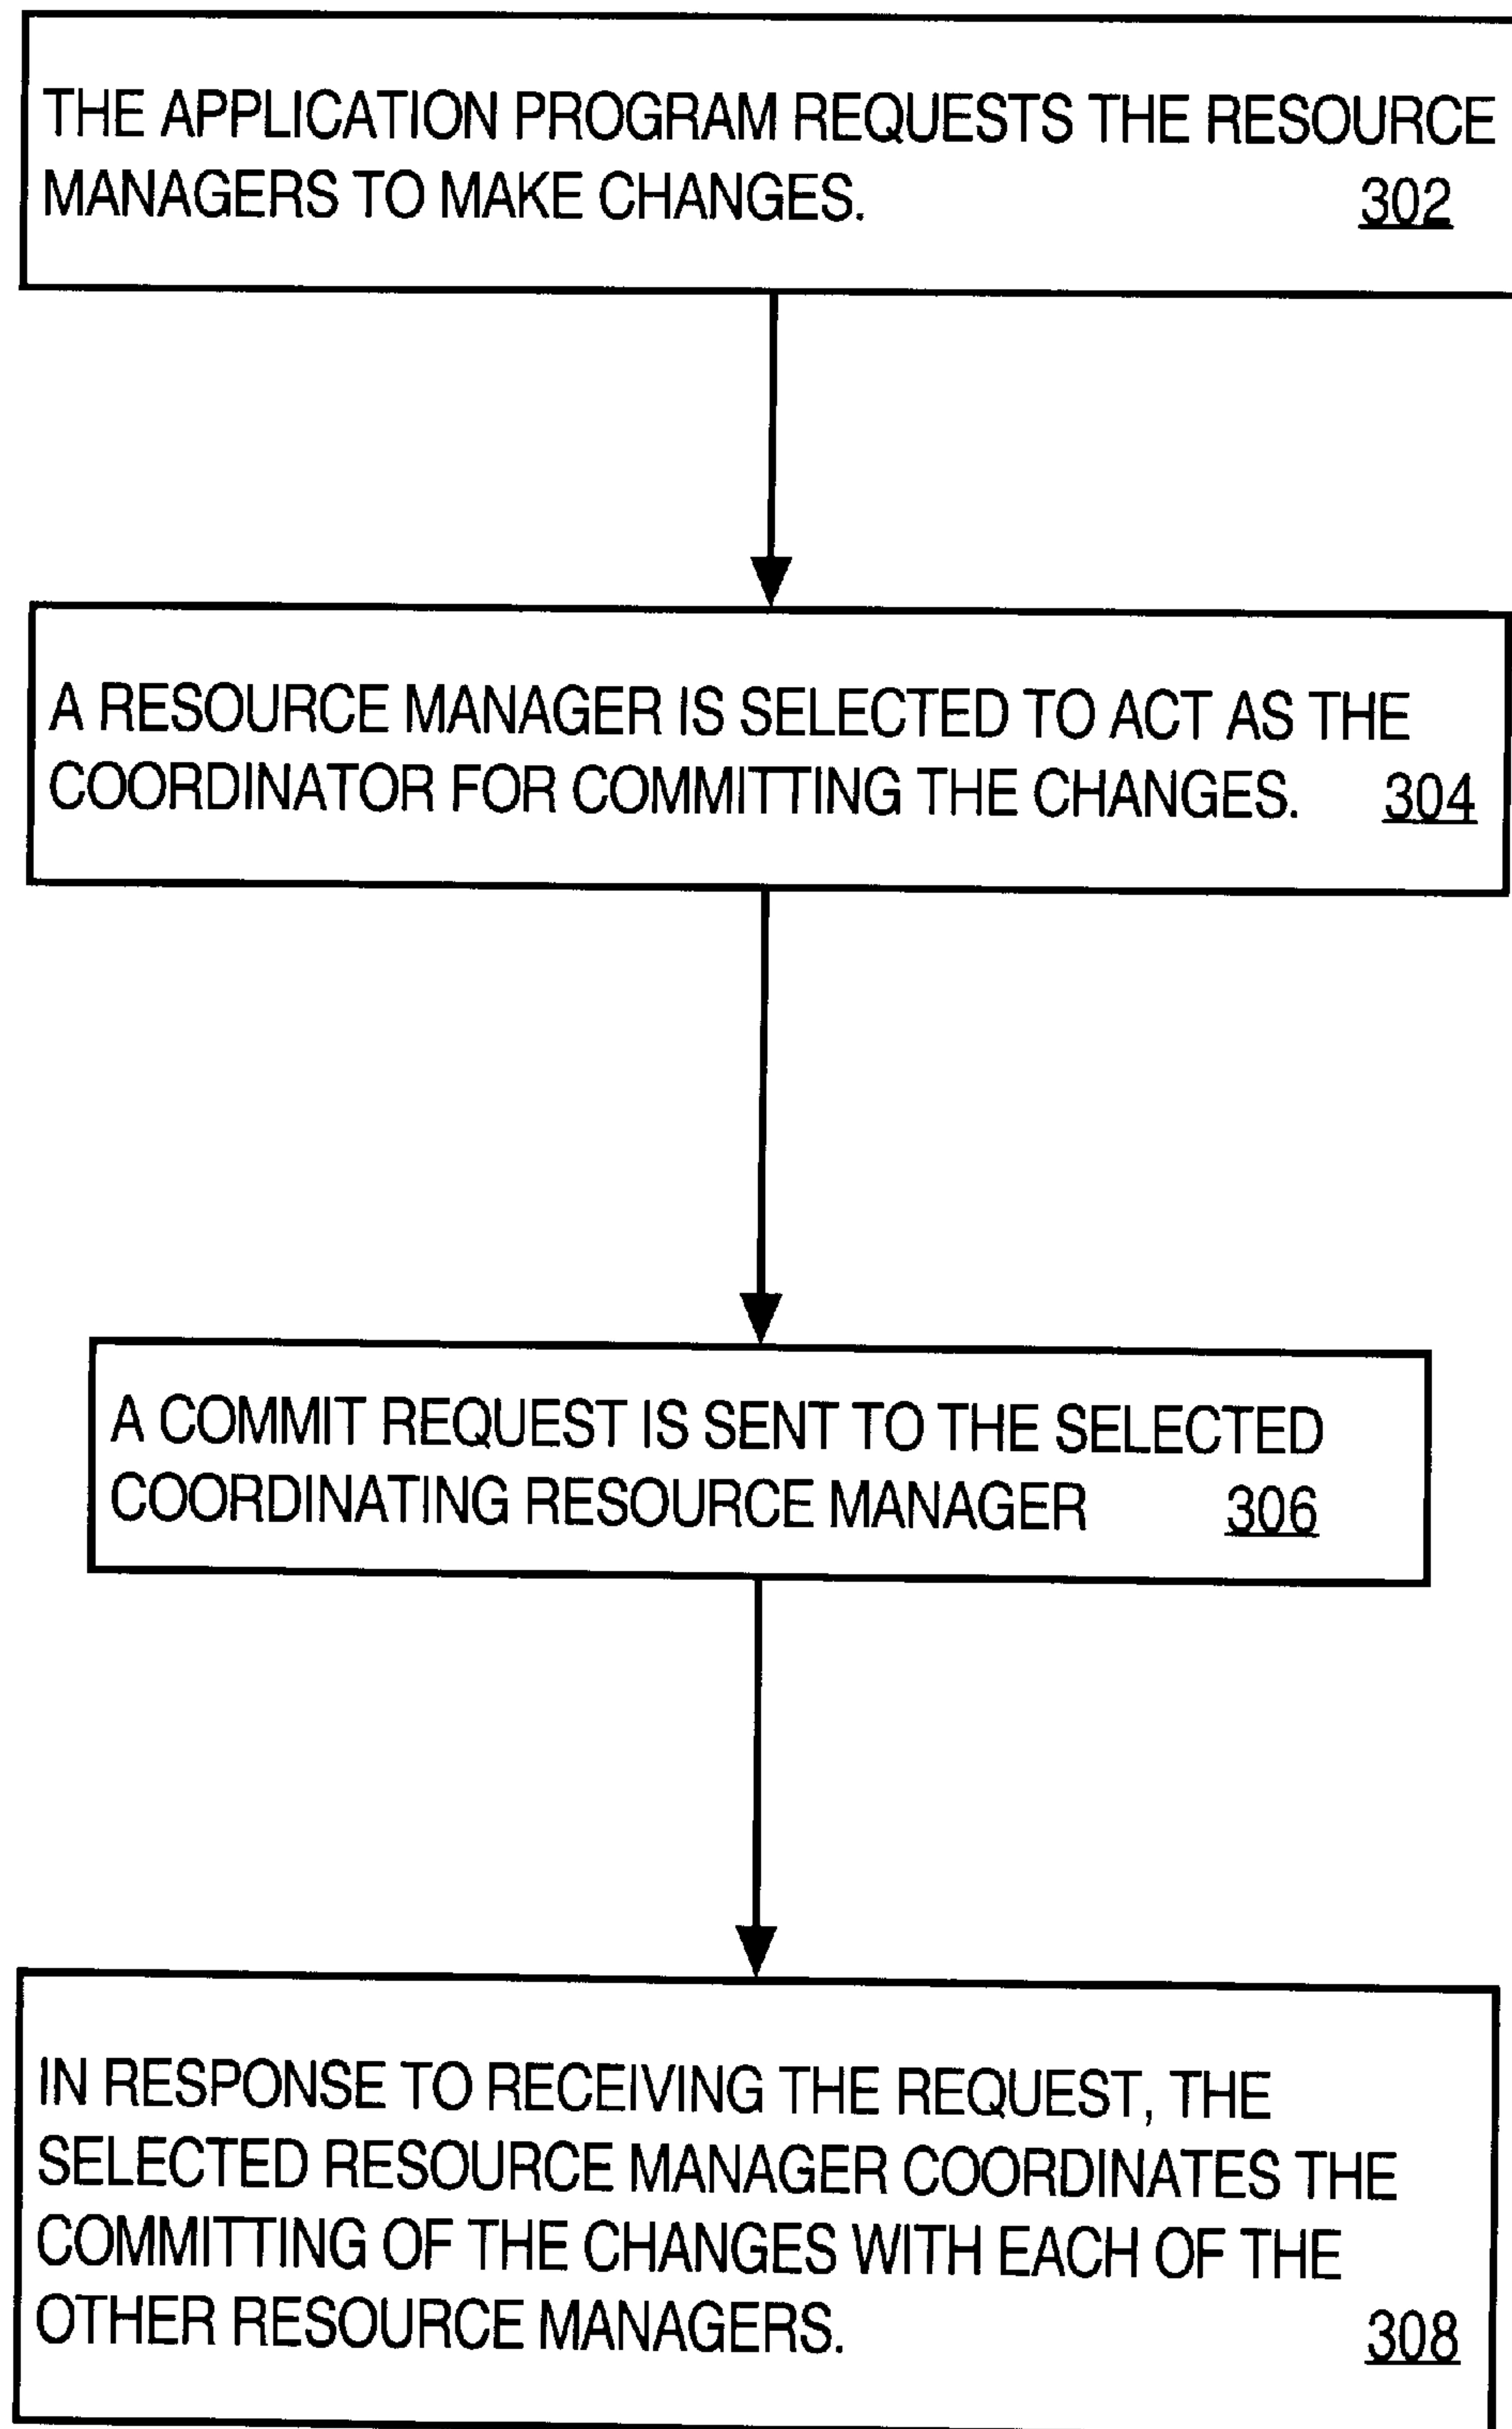 THE APPLICATION PROGRAM REQUESTS THE RESOURCE
MANAGERS TO MAKE CHANGES. 302
A RESOURCE MANAGER IS SELECTED TO ACT AS THE
COORDINATOR FOR COMMITTING THE CHANGES. 304
A COMMIT REQUEST IS SENT TO THE SELECTED
COORDINATING RESOURCE MANAGER 306
IN RESPONSE TO RECEIVING THE REQUEST, THE
SELECTED RESOURCE MANAGER COORDINATES THE
COMMITTING OF THE CHANGES WITH EACH OF THE
OTHER RESOURCE MANAGERS. 308